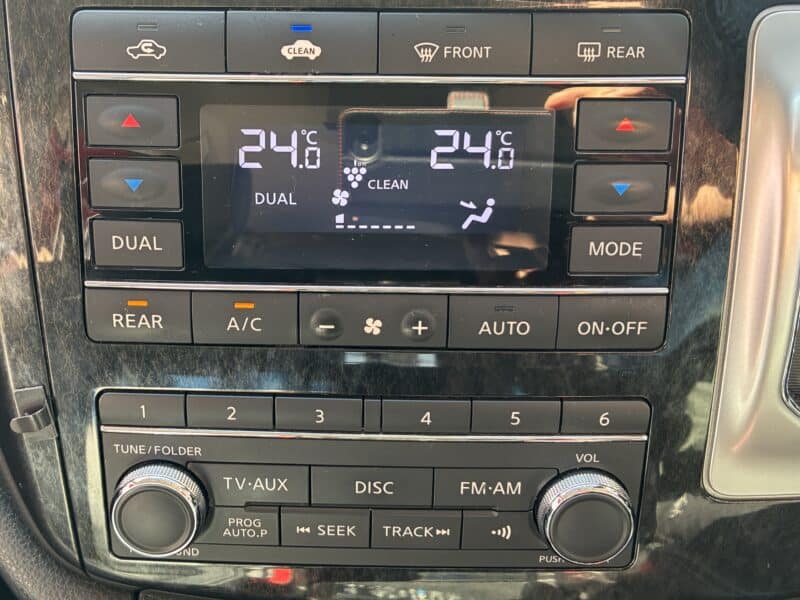 CLEAN
FRONT
REAR
24.0 °C
24.0 °C
CLEAN
DUAL
DUAL
MODE
REAR
A/C
− +
AUTO
ON·OFF
1 2 3 4 5 6
TUNE/FOLDER
VOL
TV·AUX
DISC
FM·AM
PROG
AUTO.P
SEEK
TRACK